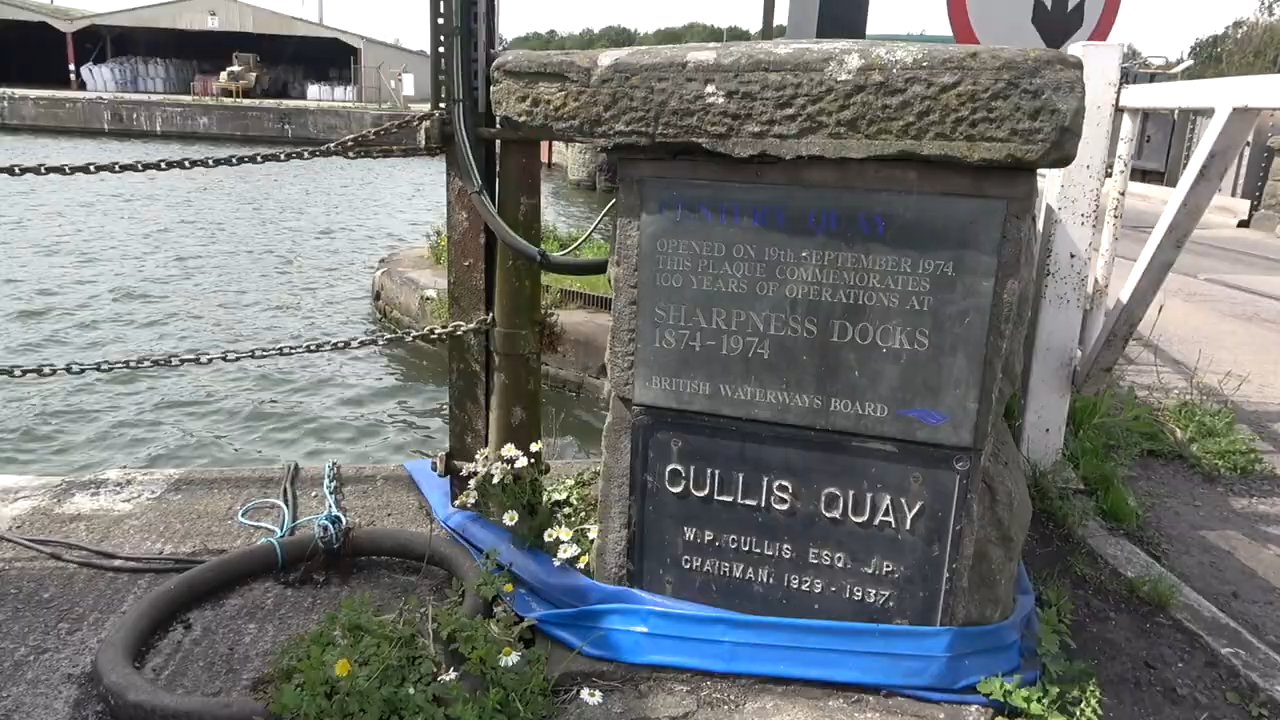 CENTURY QUAY
OPENED ON 19th. SEPTEMBER 1974.
THIS PLAQUE COMMEMORATES
100 YEARS OF OPERATIONS AT
SHARPNESS DOCKS
1874-1974
BRITISH WATERWAYS BOARD
CULLIS QUAY
W.P. CULLIS. ESQ. J.P.
CHAIRMAN. 1929 - 1937.